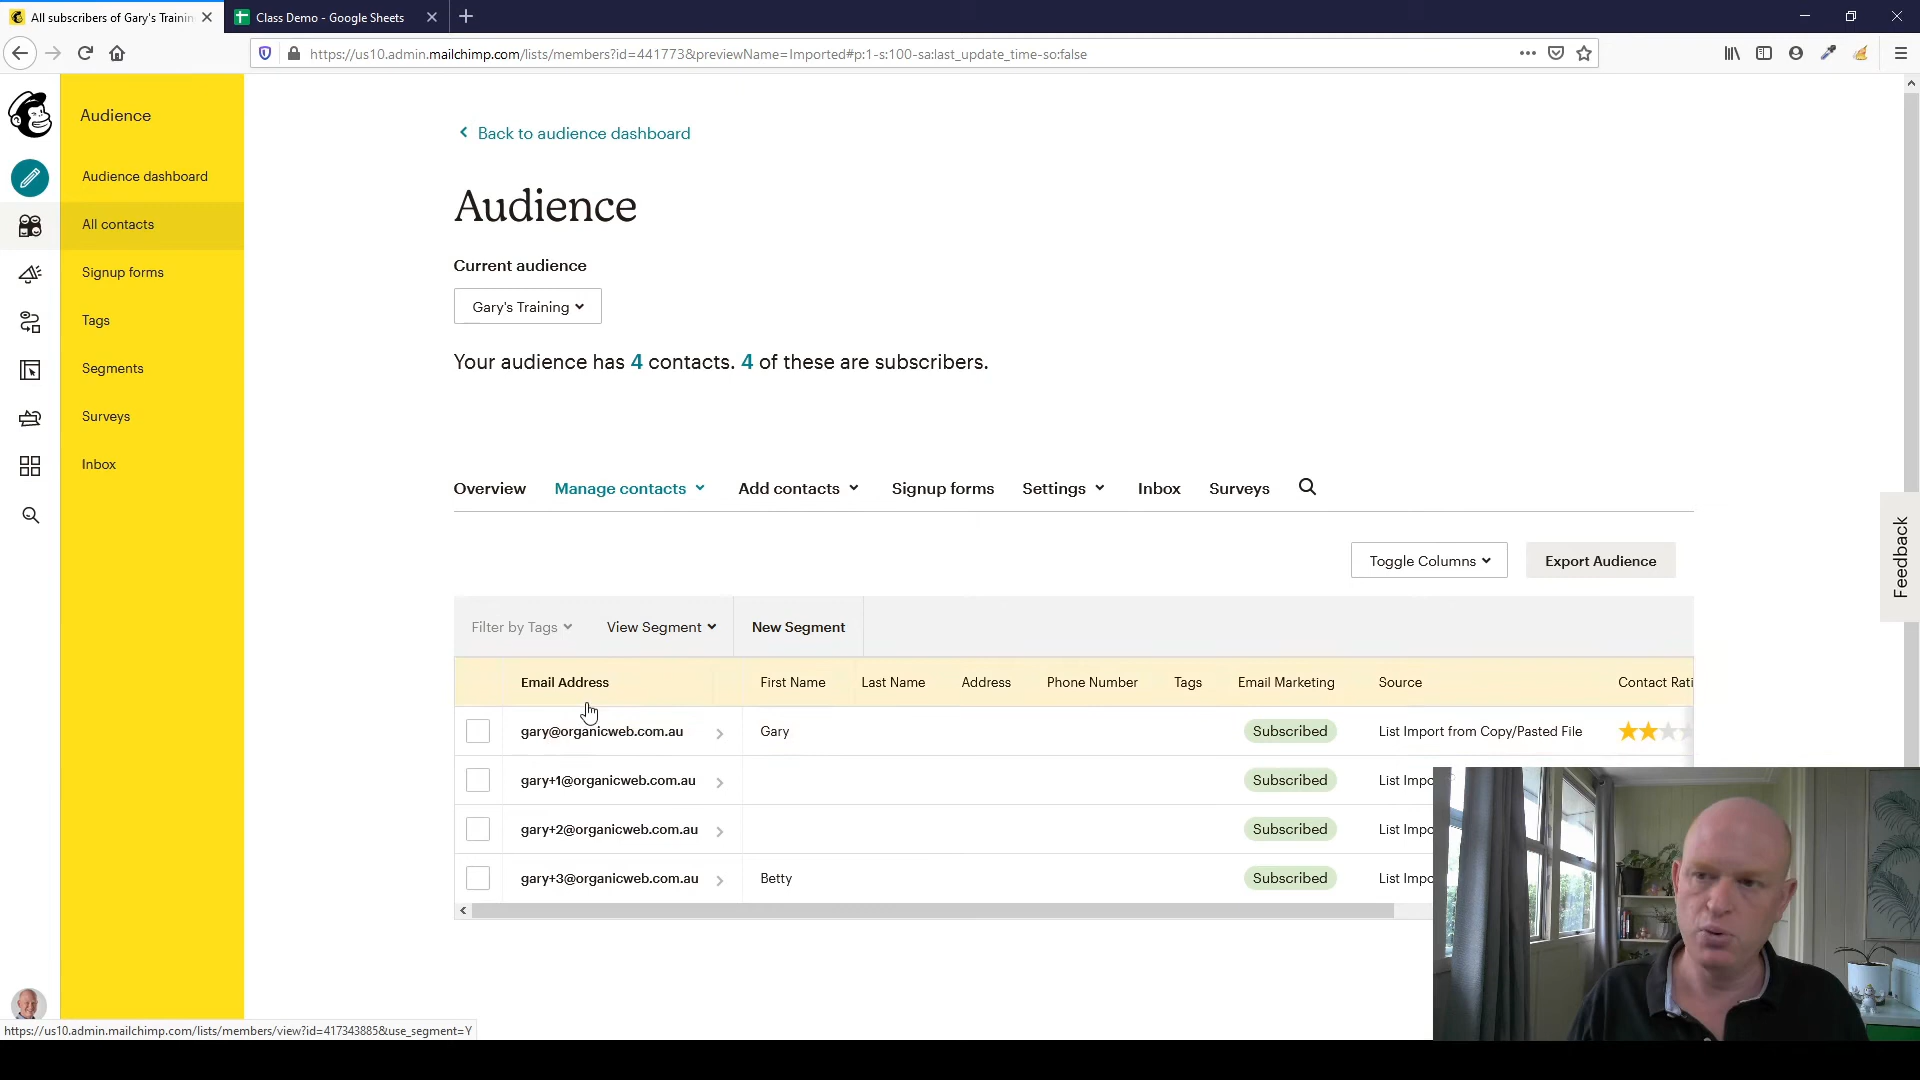 All subscribers of Gary's Trainin
Class Demo - Google Sheets
https://us10.admin.mailchimp.com/lists/members?id=441773&previewName=Imported#p:1-s:100-sa:last_update_time-so:false
Audience
Audience dashboard
All contacts
Signup forms
Tags
Segments
Surveys
Inbox
Back to audience dashboard
Audience
Current audience
Gary's Training
Your audience has 4 contacts. 4 of these are subscribers.
Overview Manage contacts Add contacts Signup forms Settings Inbox Surveys
Feedback
Toggle Columns Export Audience
Filter by Tags View Segment New Segment
Email Address First Name Last Name Address Phone Number Tags Email Marketing Source Contact Rati
gary@organicweb.com.au Gary Subscribed List Import from Copy/Pasted File
gary+1@organicweb.com.au Subscribed List Impo
gary+2@organicweb.com.au Subscribed List Impo
gary+3@organicweb.com.au Betty Subscribed List Impo
https://us10.admin.mailchimp.com/lists/members/view?id=417343885&use_segment=Y